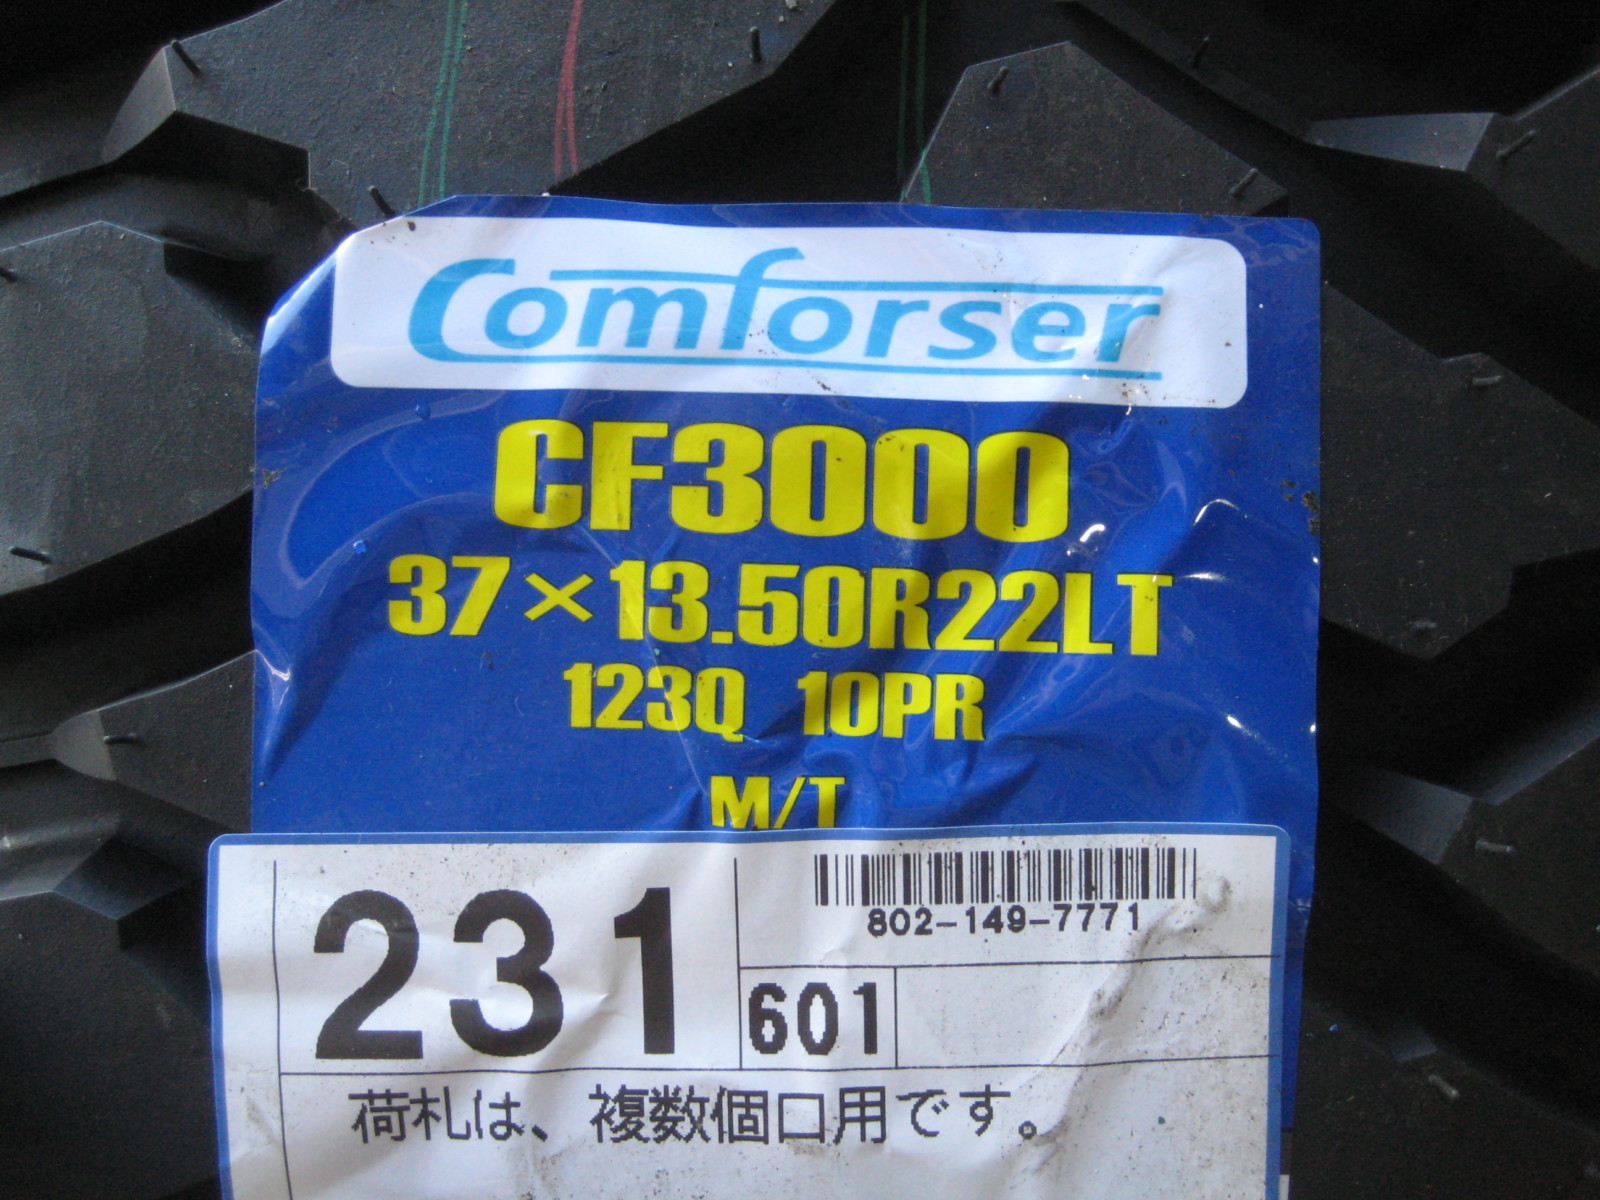 Comforser
CF3000
37×13.50R22LT
123Q 10PR
M/T
231
802-149-7771
601
荷札は、複数個口用です。